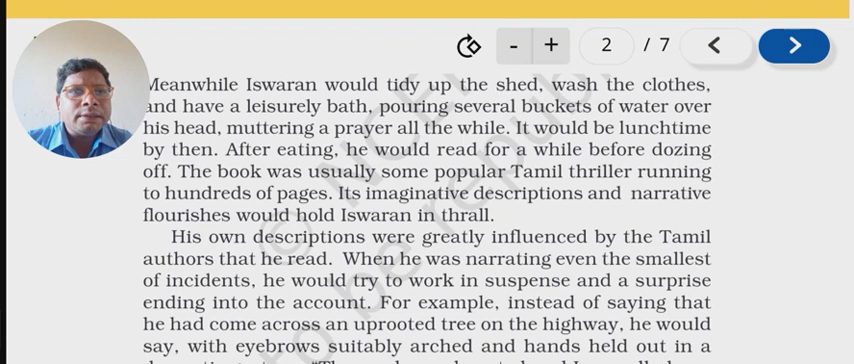 - + 2 / 7 < >
Meanwhile Iswaran would tidy up the shed, wash the clothes,
and have a leisurely bath, pouring several buckets of water over
his head, muttering a prayer all the while. It would be lunchtime
by then. After eating, he would read for a while before dozing
off. The book was usually some popular Tamil thriller running
to hundreds of pages. Its imaginative descriptions and narrative
flourishes would hold Iswaran in thrall.
His own descriptions were greatly influenced by the Tamil
authors that he read. When he was narrating even the smallest
of incidents, he would try to work in suspense and a surprise
ending into the account. For example, instead of saying that
he had come across an uprooted tree on the highway, he would
say, with eyebrows suitably arched and hands held out in a